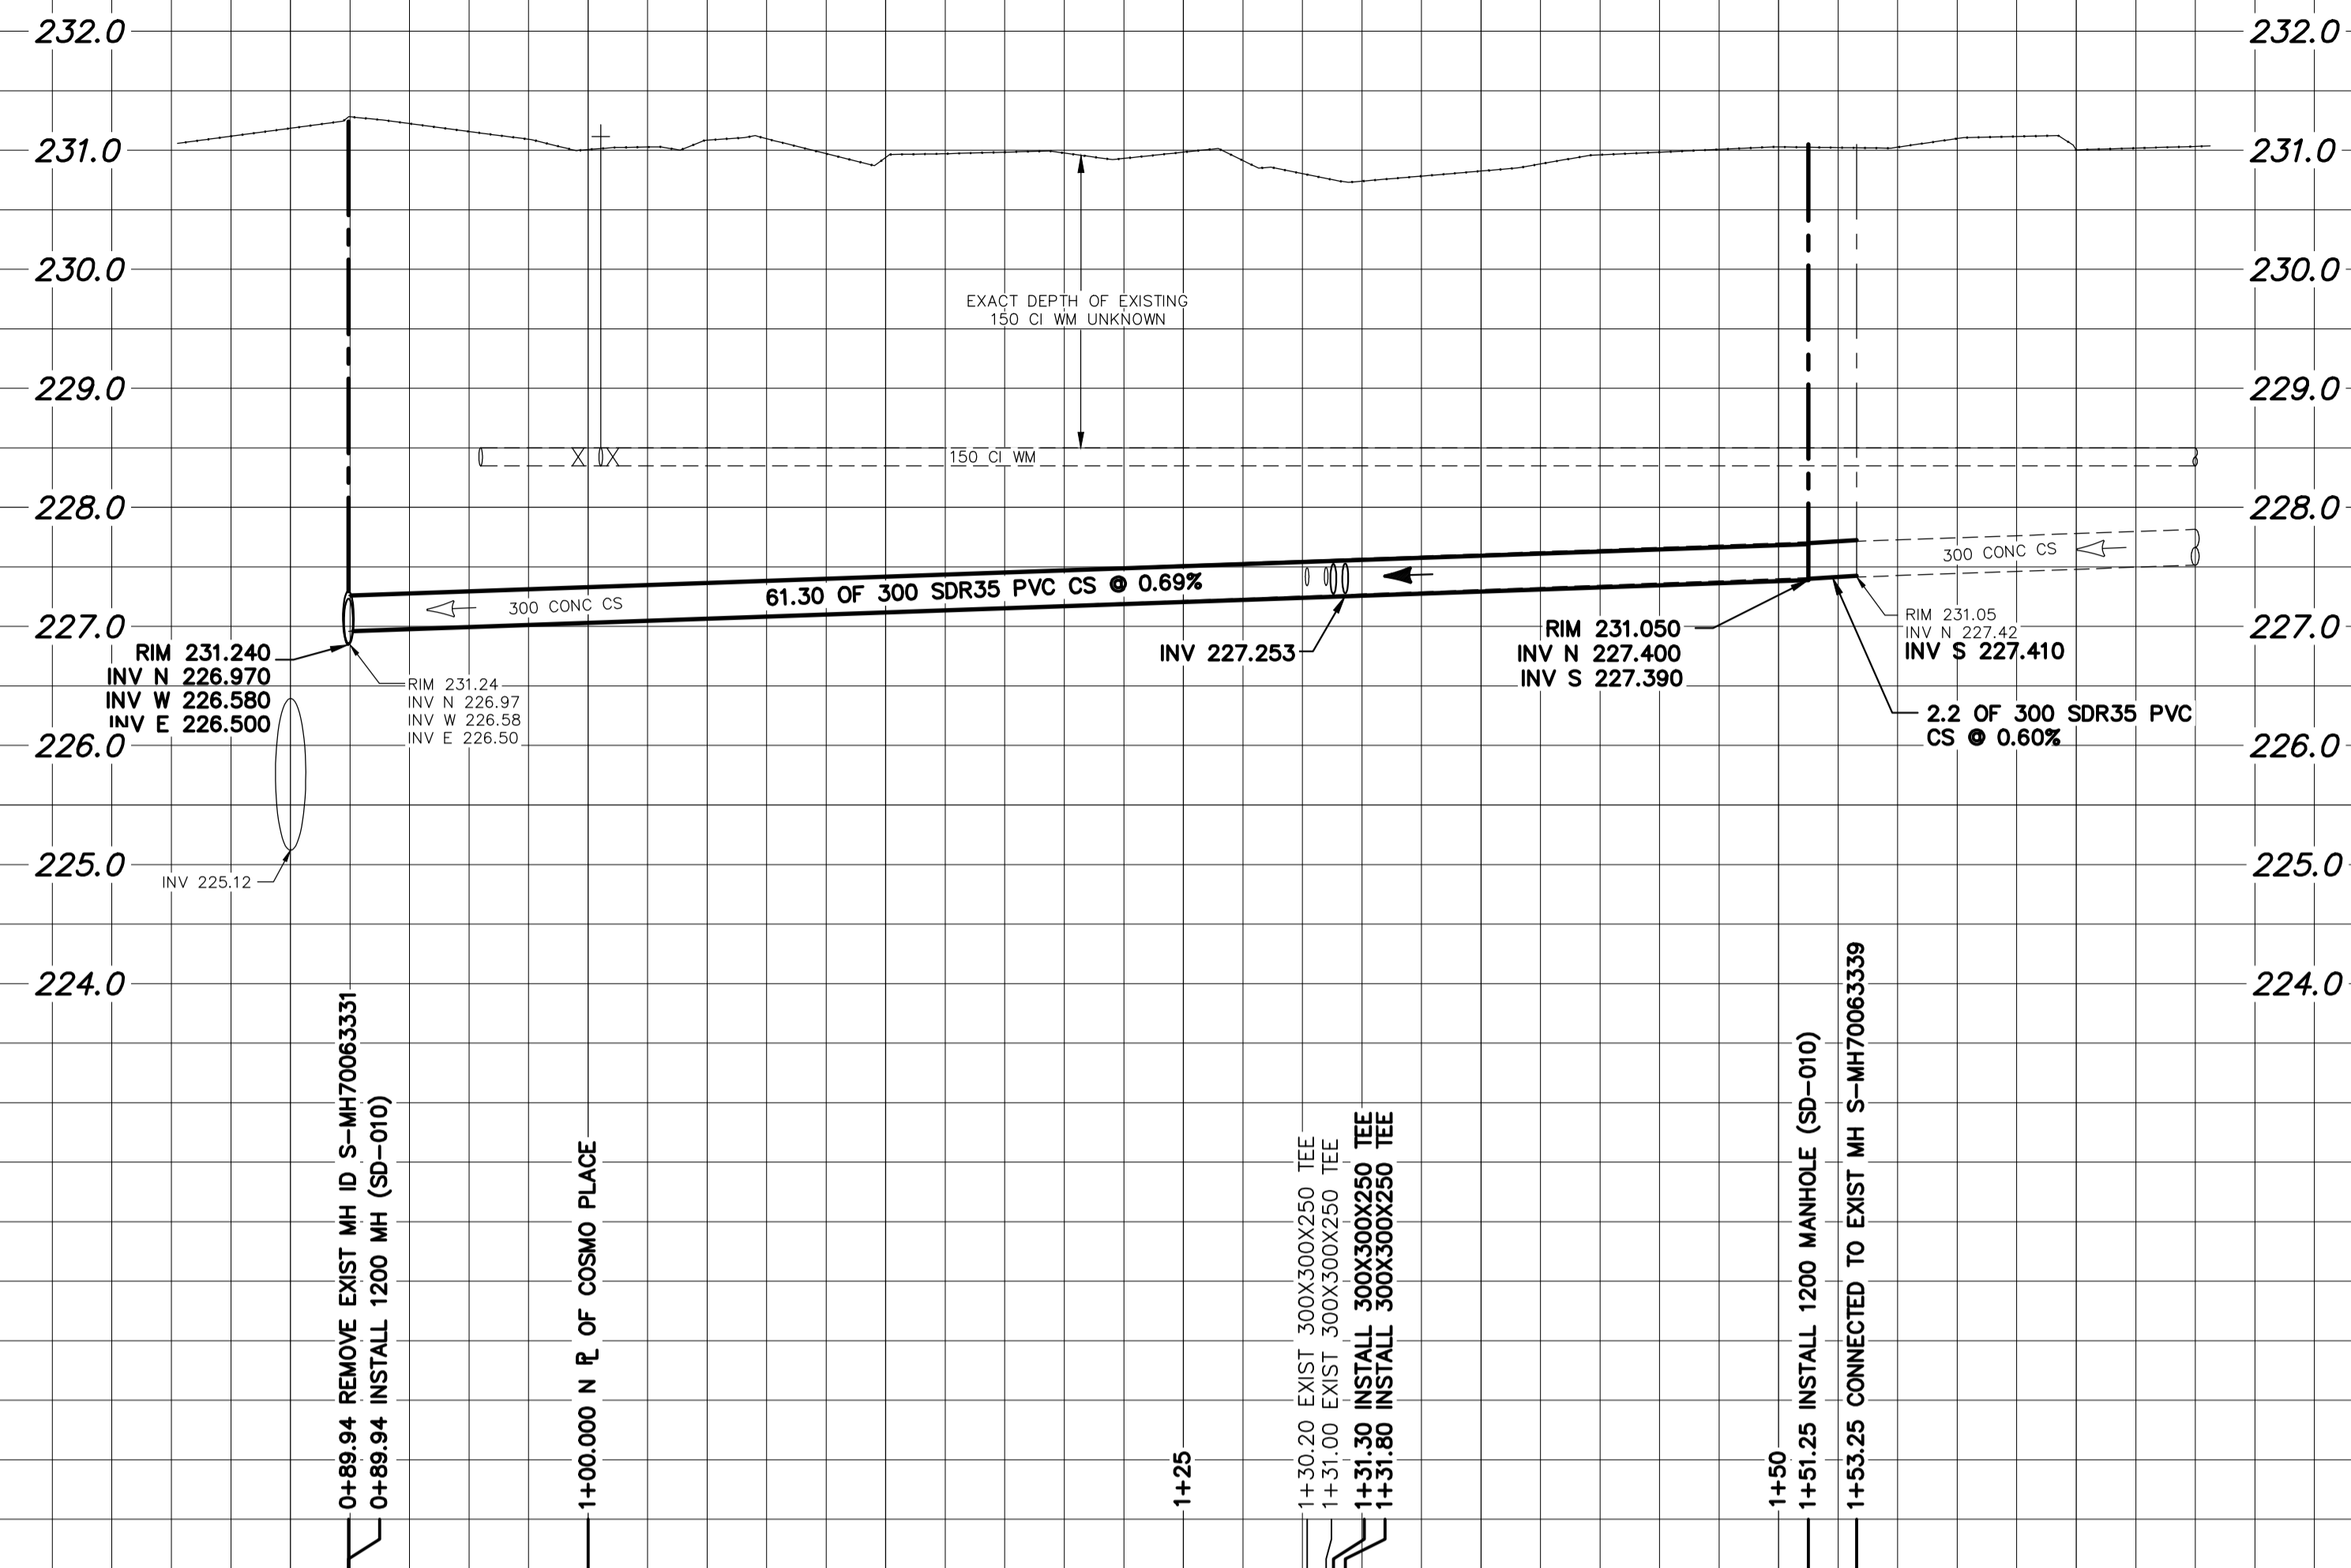 232.0
232.0
231.0
231.0
230.0
230.0
EXACT DEPTH OF EXISTING
150 CI WM UNKNOWN
229.0
229.0
150 CI WM
228.0
228.0
300 CONC CS
61.30 OF 300 SDR35 PVC CS @ 0.69%
300 CONC CS
227.0
227.0
RIM 231.240
INV N 226.970
INV W 226.580
INV E 226.500
RIM 231.24
INV N 226.97
INV W 226.58
INV E 226.50
INV 227.253
RIM 231.050
INV N 227.400
INV S 227.390
RIM 231.05
INV N 227.42
INV S 227.410
2.2 OF 300 SDR35 PVC
CS @ 0.60%
226.0
226.0
225.0
225.0
INV 225.12
224.0
224.0
0+89.94 REMOVE EXIST MH ID S-MH70063331
0+89.94 INSTALL 1200 MH (SD-010)
1+00.000 N PL OF COSMO PLACE
1+25
1+30.20 EXIST 300X300X250 TEE
1+31.00 EXIST 300X300X250 TEE
1+31.30 INSTALL 300X300X250 TEE
1+31.80 INSTALL 300X300X250 TEE
1+50
1+51.25 INSTALL 1200 MANHOLE (SD-010)
1+53.25 CONNECTED TO EXIST MH S-MH70063339